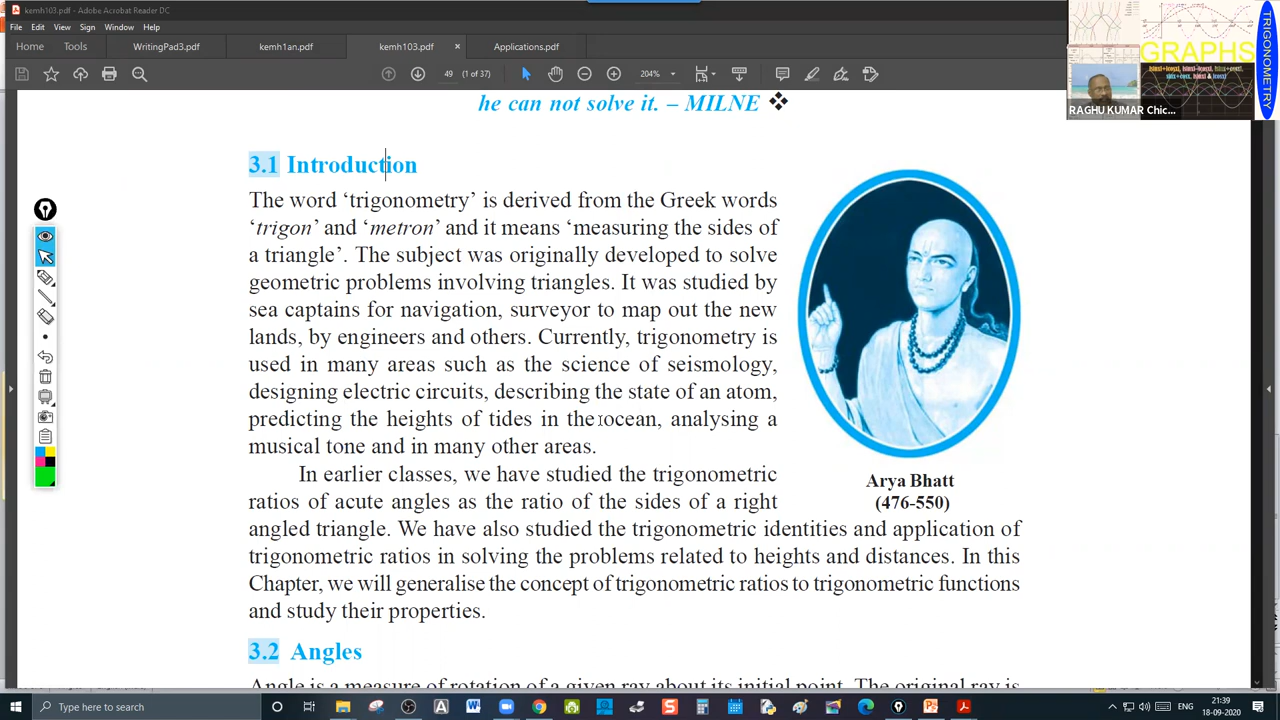 kemh103.pdf - Adobe Acrobat Reader DC
File Edit View Sign Window Help
Home Tools WritingPad3.pdf kemh1an.pdf kemh103.pdf
he can not solve it. – MILNE ❖
3.1 Introduction
The word ‘trigonometry’ is derived from the Greek words
‘trigon’ and ‘metron’ and it means ‘measuring the sides of
a triangle’. The subject was originally developed to solve
geometric problems involving triangles. It was studied by
sea captains for navigation, surveyor to map out the new
lands, by engineers and others. Currently, trigonometry is
used in many areas such as the science of seismology,
designing electric circuits, describing the state of an atom,
predicting the heights of tides in the ocean, analysing a
musical tone and in many other areas.
In earlier classes, we have studied the trigonometric
ratios of acute angles as the ratio of the sides of a right
angled triangle. We have also studied the trigonometric identities and application of
trigonometric ratios in solving the problems related to heights and distances. In this
Chapter, we will generalise the concept of trigonometric ratios to trigonometric functions
and study their properties.
Arya Bhatt
(476-550)
3.2 Angles
Angle is a measure of rotation of a given ray about its initial point. The original ray is
GRAPHS
TRIGONOMETRY
RAGHU KUMAR Chic...
Type here to search
ENG
21:39
18-09-2020